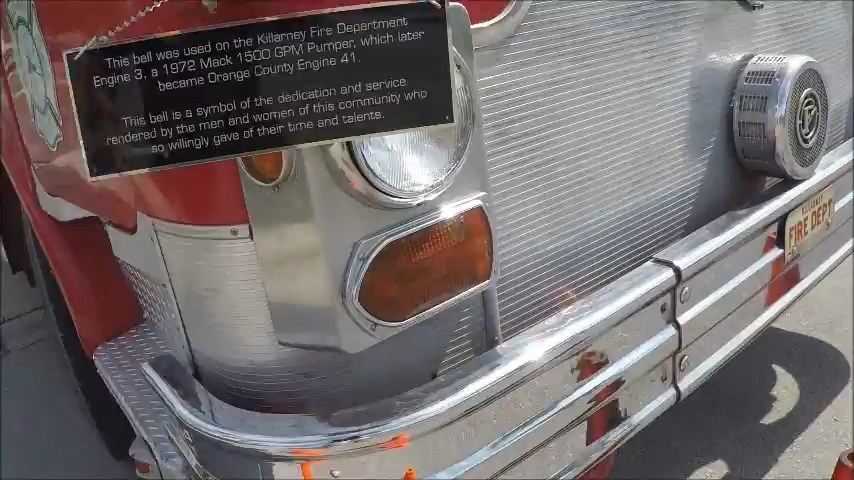 This bell was used on the Killarney Fire Department
Engine 3, a 1972 Mack 1500 GPM Pumper, which later
became Orange County Engine 41.
This bell is a symbol of the dedication and service
rendered by the men and women of this community who
so willingly gave of their time and talents.
FIRE DEPT